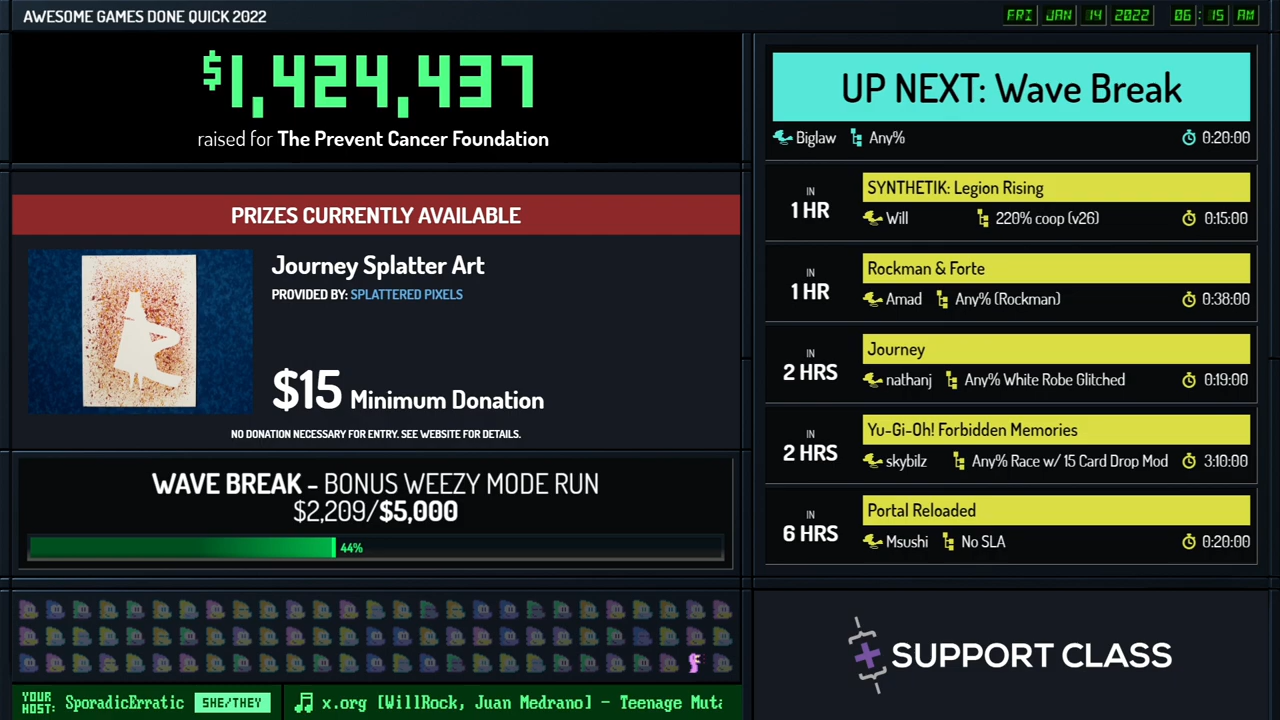 AWESOME GAMES DONE QUICK 2022
FRI JAN 14 2022 06:15 AM
$1,424,437
raised for The Prevent Cancer Foundation
PRIZES CURRENTLY AVAILABLE
Journey Splatter Art
PROVIDED BY: SPLATTERED PIXELS
$15 Minimum Donation
NO DONATION NECESSARY FOR ENTRY. SEE WEBSITE FOR DETAILS.
WAVE BREAK - BONUS WEEZY MODE RUN
$2,209/$5,000
44%
YOUR HOST: SporadicErratic SHE/THEY
x.org [WillRock, Juan Medrano] - Teenage Muta
UP NEXT: Wave Break
Biglaw Any% 0:20:00
IN 1 HR
SYNTHETIK: Legion Rising
Will 220% coop (v26) 0:15:00
IN 1 HR
Rockman & Forte
Amad Any% (Rockman) 0:38:00
IN 2 HRS
Journey
nathanj Any% White Robe Glitched 0:19:00
IN 2 HRS
Yu-Gi-Oh! Forbidden Memories
skybilz Any% Race w/ 15 Card Drop Mod 3:10:00
IN 6 HRS
Portal Reloaded
Msushi No SLA 0:20:00
SUPPORT CLASS